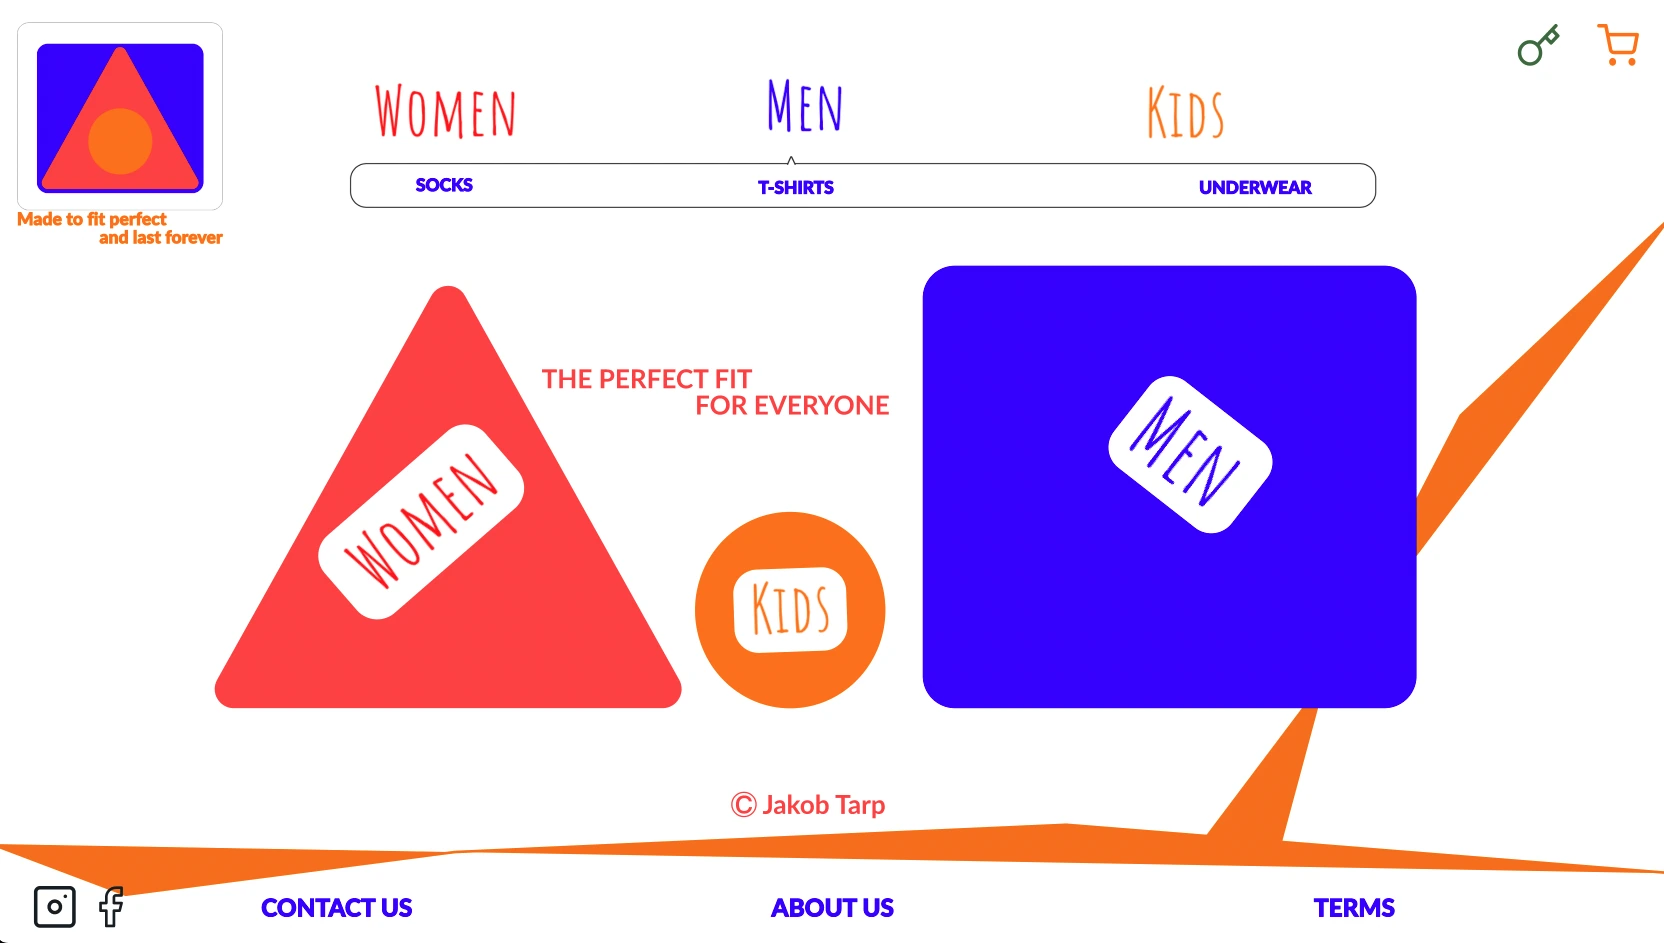 Women
Men
Kids
SOCKS
T-SHIRTS
UNDERWEAR
Made to fit perfect
and last forever
THE PERFECT FIT
FOR EVERYONE
Women
Men
Kids
© Jakob Tarp
CONTACT US
ABOUT US
TERMS